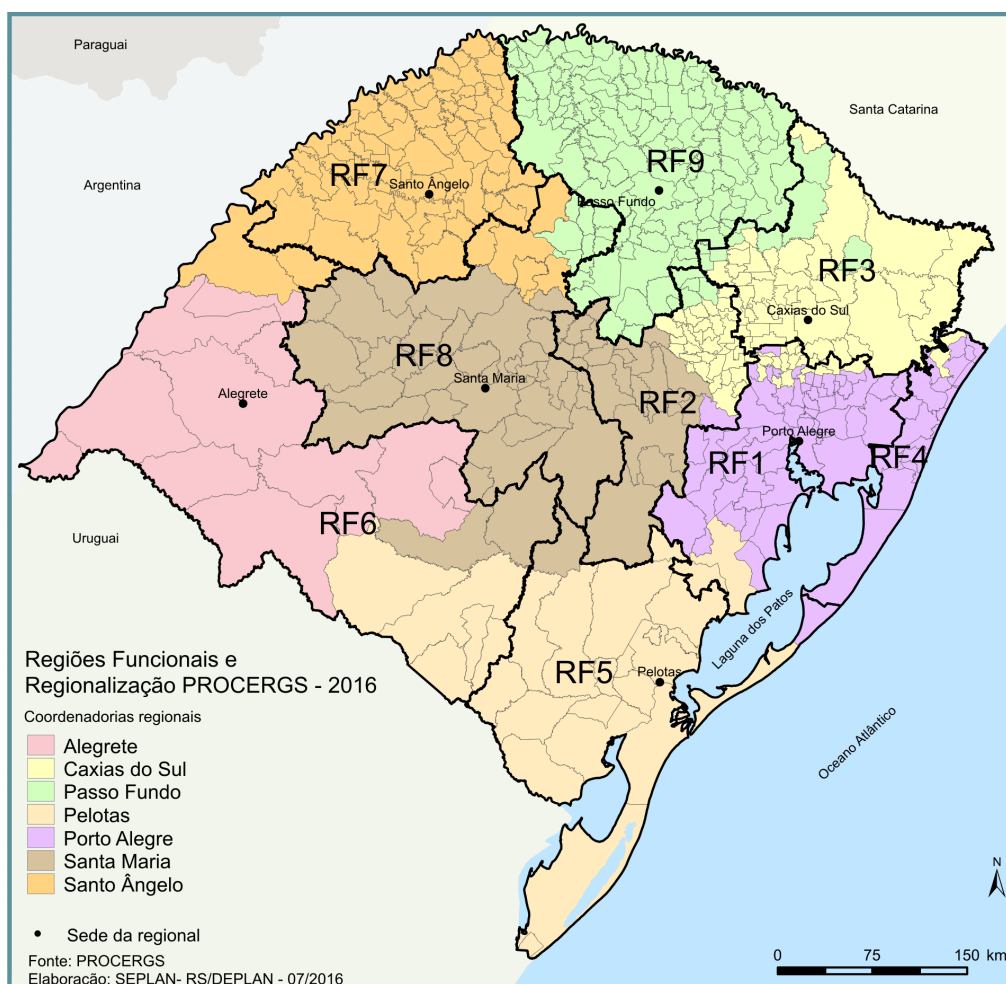 Paraguai
Santa Catarina
Argentina
RF7
Santo Ângelo
RF9
Passo Fundo
RF3
Caxias do Sul
RF8
Santa Maria
Alegrete
RF2
Porto Alegre
RF1
RF4
RF6
Uruguai
Laguna dos Patos
RF5
Pelotas
Oceano Atlântico
Regiões Funcionais e
Regionalização PROCERGS - 2016
Coordenadorias regionais
Alegrete
Caxias do Sul
Passo Fundo
Pelotas
Porto Alegre
Santa Maria
Santo Ângelo
Sede da regional
Fonte: PROCERGS
Elaboração: SEPLAN- RS/DEPLAN - 07/2016
N
0 75 150 km